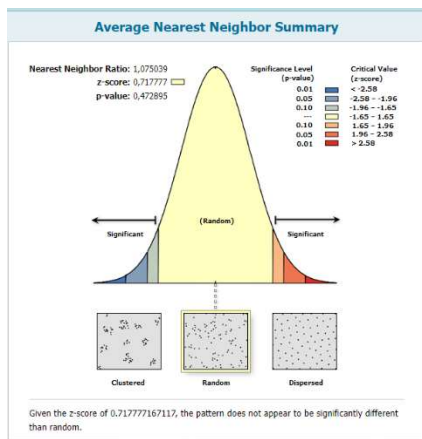 Average Nearest Neighbor Summary
Nearest Neighbor Ratio: 1,075039
z-score: 0,717777
p-value: 0,472895
Significance Level
(p-value)
Critical Value
(z-score)
0.01 < -2.58
0.05 -2.58 – -1.96
0.10 -1.96 – -1.65
--- -1.65 – 1.65
0.10 1.65 – 1.96
0.05 1.96 – 2.58
0.01 > 2.58
(Random)
Significant
Significant
Clustered
Random
Dispersed
Given the z-score of 0.717777167117, the pattern does not appear to be significantly different
than random.